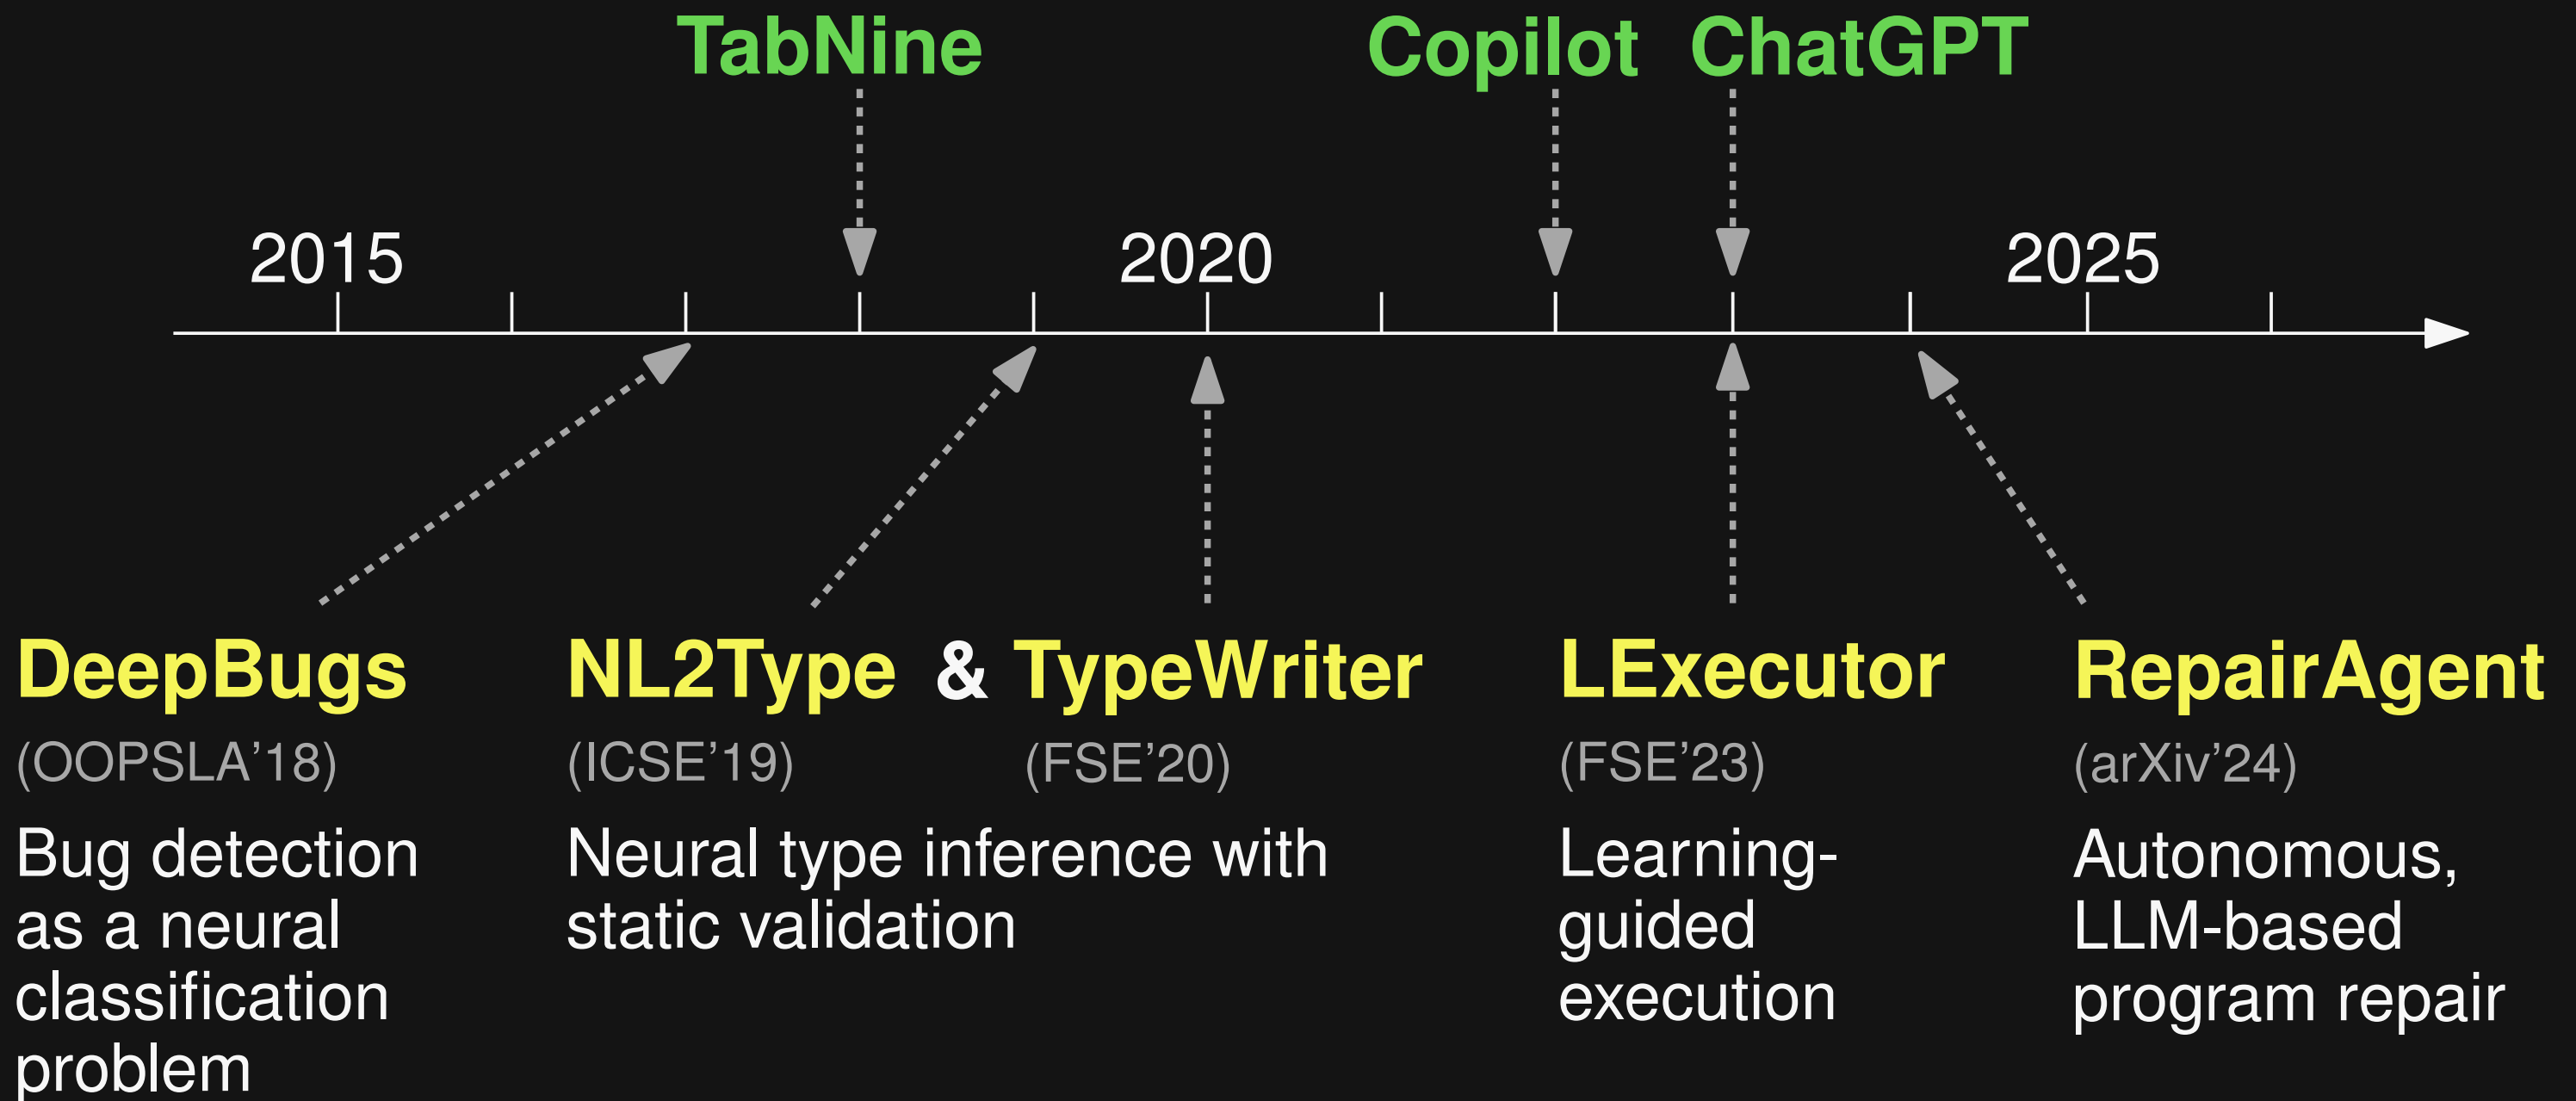 TabNine
Copilot ChatGPT
2015 2020 2025
DeepBugs
(OOPSLA’18)
Bug detection
as a neural
classification
problem
NL2Type & TypeWriter
(ICSE’19) (FSE’20)
Neural type inference with
static validation
LExecutor
(FSE’23)
Learning-
guided
execution
RepairAgent
(arXiv’24)
Autonomous,
LLM-based
program repair